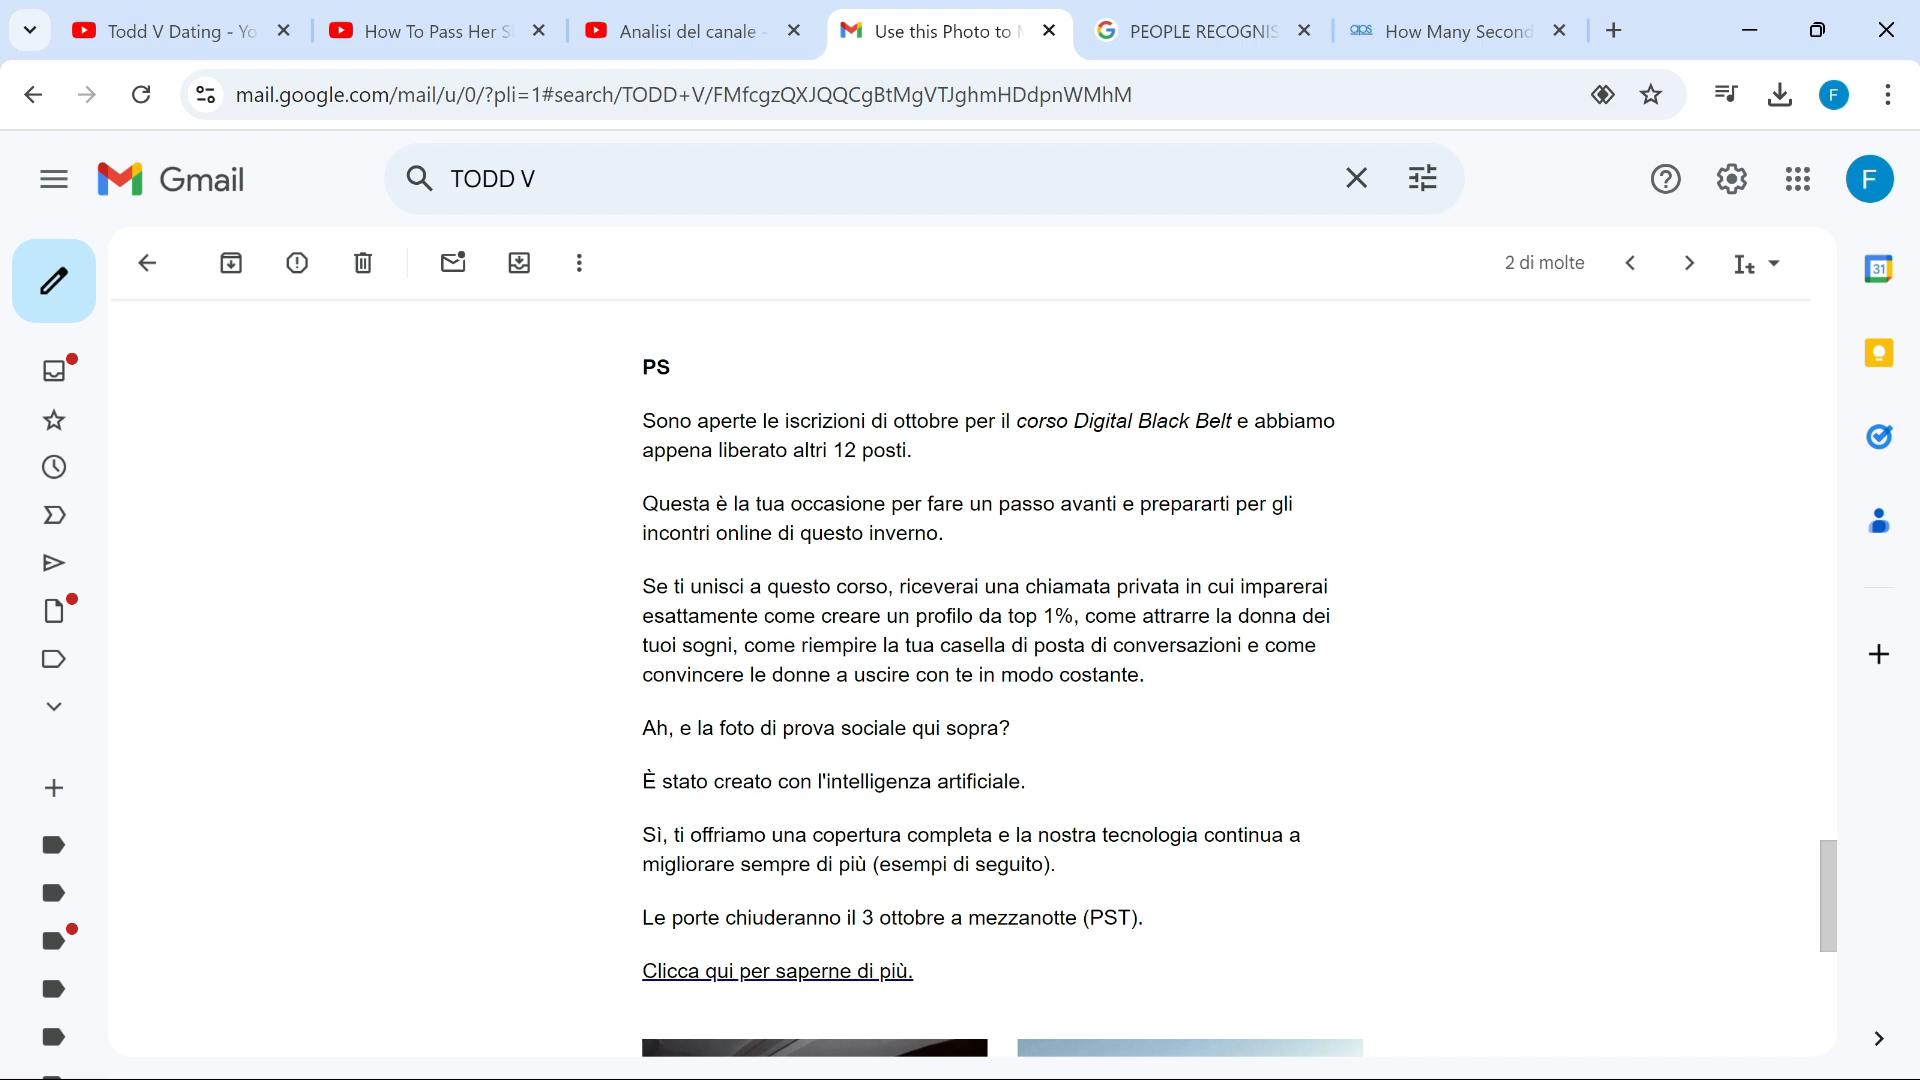 Todd V Dating - Yo
How To Pass Her S
Analisi del canale -
Use this Photo to
PEOPLE RECOGNIS
How Many Second
mail.google.com/mail/u/0/?pli=1#search/TODD+V/FMfcgzQXJQQCgBtMgVTJghmHDdpnWMhM
F
Gmail
TODD V
F
2 di molte
31
PS
Sono aperte le iscrizioni di ottobre per il corso Digital Black Belt e abbiamo
appena liberato altri 12 posti.
Questa è la tua occasione per fare un passo avanti e prepararti per gli
incontri online di questo inverno.
Se ti unisci a questo corso, riceverai una chiamata privata in cui imparerai
esattamente come creare un profilo da top 1%, come attrarre la donna dei
tuoi sogni, come riempire la tua casella di posta di conversazioni e come
convincere le donne a uscire con te in modo costante.
Ah, e la foto di prova sociale qui sopra?
È stato creato con l'intelligenza artificiale.
Sì, ti offriamo una copertura completa e la nostra tecnologia continua a
migliorare sempre di più (esempi di seguito).
Le porte chiuderanno il 3 ottobre a mezzanotte (PST).
Clicca qui per saperne di più.